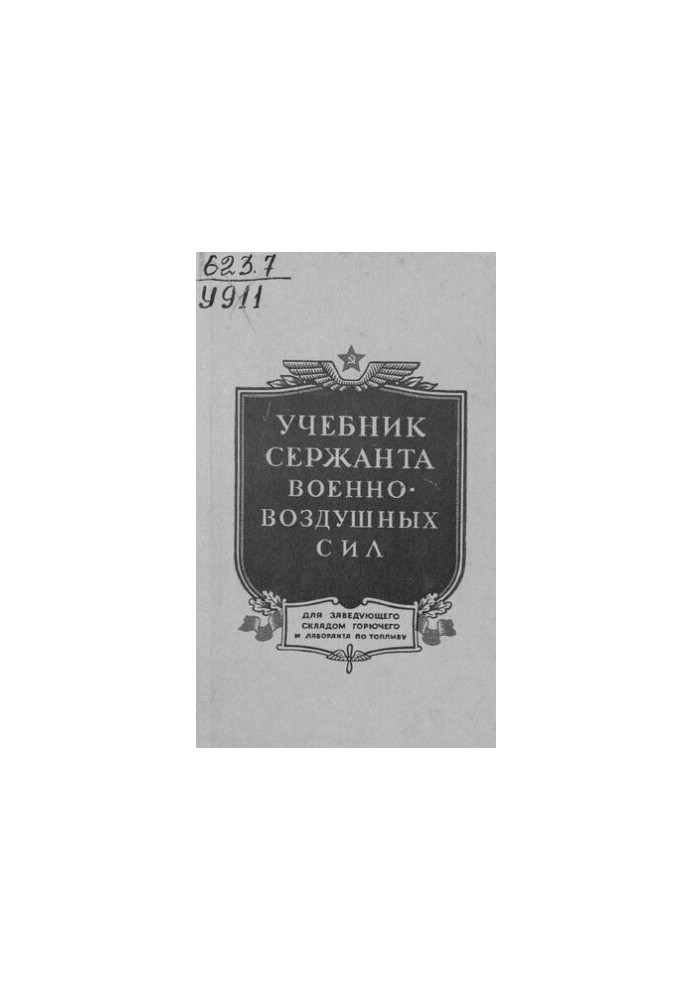 623.7
У911
УЧЕБНИК
СЕРЖАНТА
ВОЕННО-
ВОЗДУШНЫХ
СИЛ
ДЛЯ ЗАВЕДУЮЩЕГО
СКЛАДОМ ГОРЮЧЕГО
И ЛАБОРАНТА ПО ТОПЛИВУ